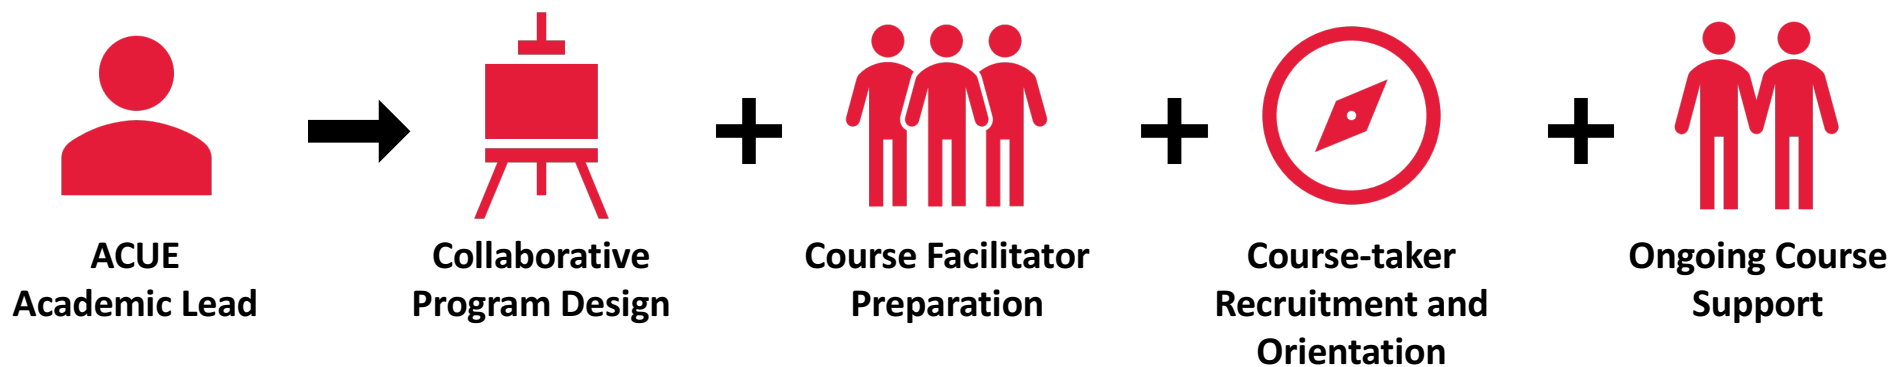 ACUE
Academic Lead
Collaborative
Program Design
Course Facilitator
Preparation
Course-taker
Recruitment and
Orientation
Ongoing Course
Support